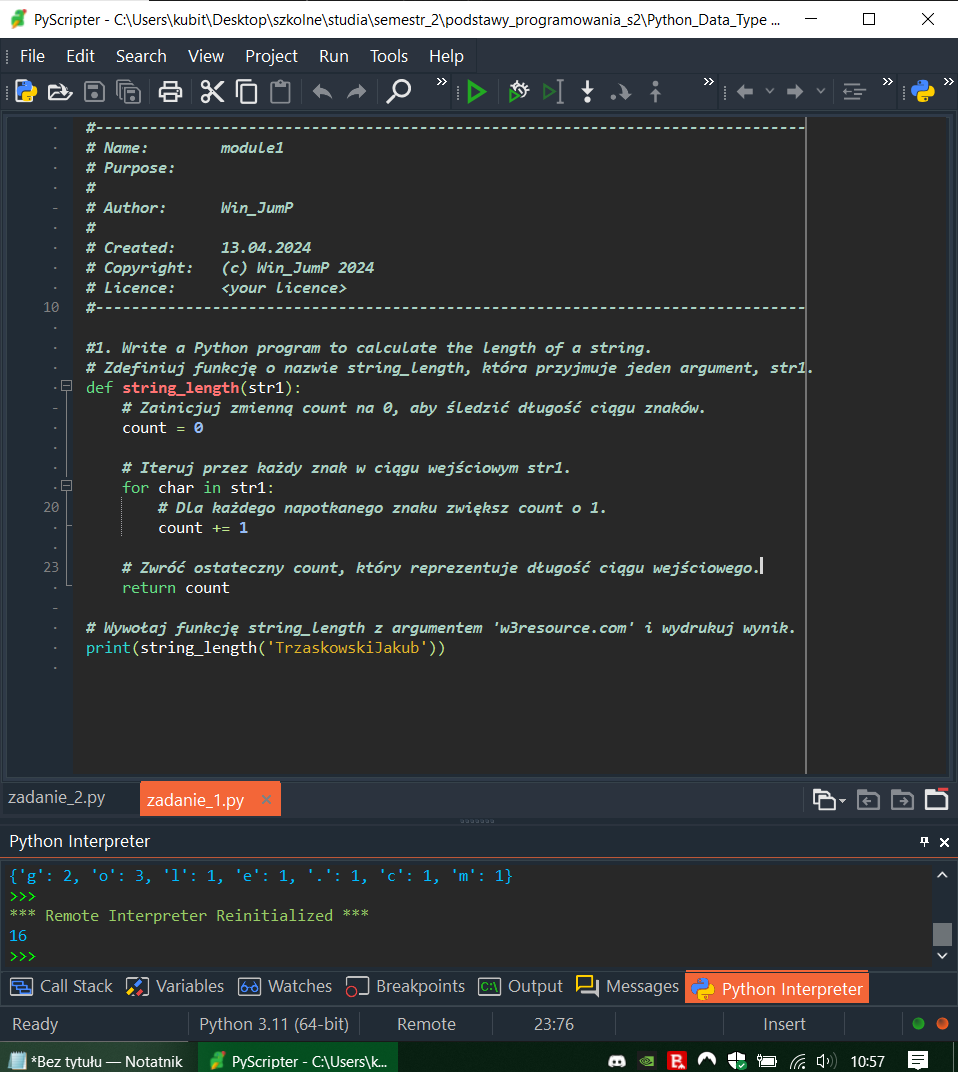 PyScripter - C:\Users\kubit\Desktop\szkolne\studia\semestr_2\podstawy_programowania_s2\Python_Data_Type ...
File Edit Search View Project Run Tools Help
#-------------------------------------------------------------------------------
# Name:        module1
# Purpose:
#
# Author:      Win_JumP
#
# Created:     13.04.2024
# Copyright:   (c) Win_JumP 2024
# Licence:     <your licence>
10 #-------------------------------------------------------------------------------
#1. Write a Python program to calculate the length of a string.
# Zdefiniuj funkcję o nazwie string_length, która przyjmuje jeden argument, str1.
def string_length(str1):
    # Zainicjuj zmienną count na 0, aby śledzić długość ciągu znaków.
    count = 0
    # Iteruj przez każdy znak w ciągu wejściowym str1.
    for char in str1:
20         # Dla każdego napotkanego znaku zwiększ count o 1.
        count += 1
23     # Zwróć ostateczny count, który reprezentuje długość ciągu wejściowego.
    return count
# Wywołaj funkcję string_length z argumentem 'w3resource.com' i wydrukuj wynik.
print(string_length('TrzaskowskiJakub'))
zadanie_2.py zadanie_1.py ×
Python Interpreter
{'g': 2, 'o': 3, 'l': 1, 'e': 1, '.': 1, 'c': 1, 'm': 1}
>>>
*** Remote Interpreter Reinitialized ***
16
>>>
Call Stack Variables Watches Breakpoints Output Messages Python Interpreter
Ready Python 3.11 (64-bit) Remote 23:76 Insert
*Bez tytułu — Notatnik PyScripter - C:\Users\k... 10:57